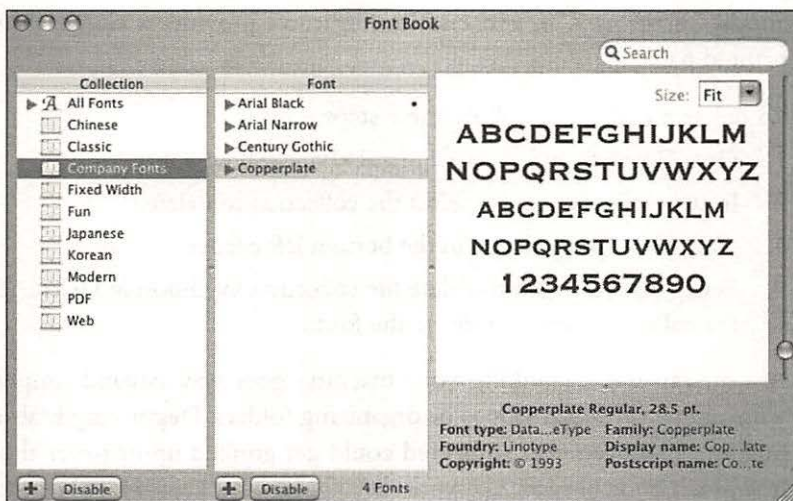 Font Book
Search
Collection
All Fonts
Chinese
Classic
Company Fonts
Fixed Width
Fun
Japanese
Korean
Modern
PDF
Web
Disable
Font
Arial Black
Arial Narrow
Century Gothic
Copperplate
Disable
4 Fonts
Size: Fit
ABCDEFGHIJKLM
NOPQRSTUVWXYZ
ABCDEFGHIJKLM
NOPQRSTUVWXYZ
1234567890
Copperplate Regular, 28.5 pt.
Font type: Data...eType Family: Copperplate
Foundry: Linotype Display name: Cop...late
Copyright: © 1993 Postscript name: Co...te